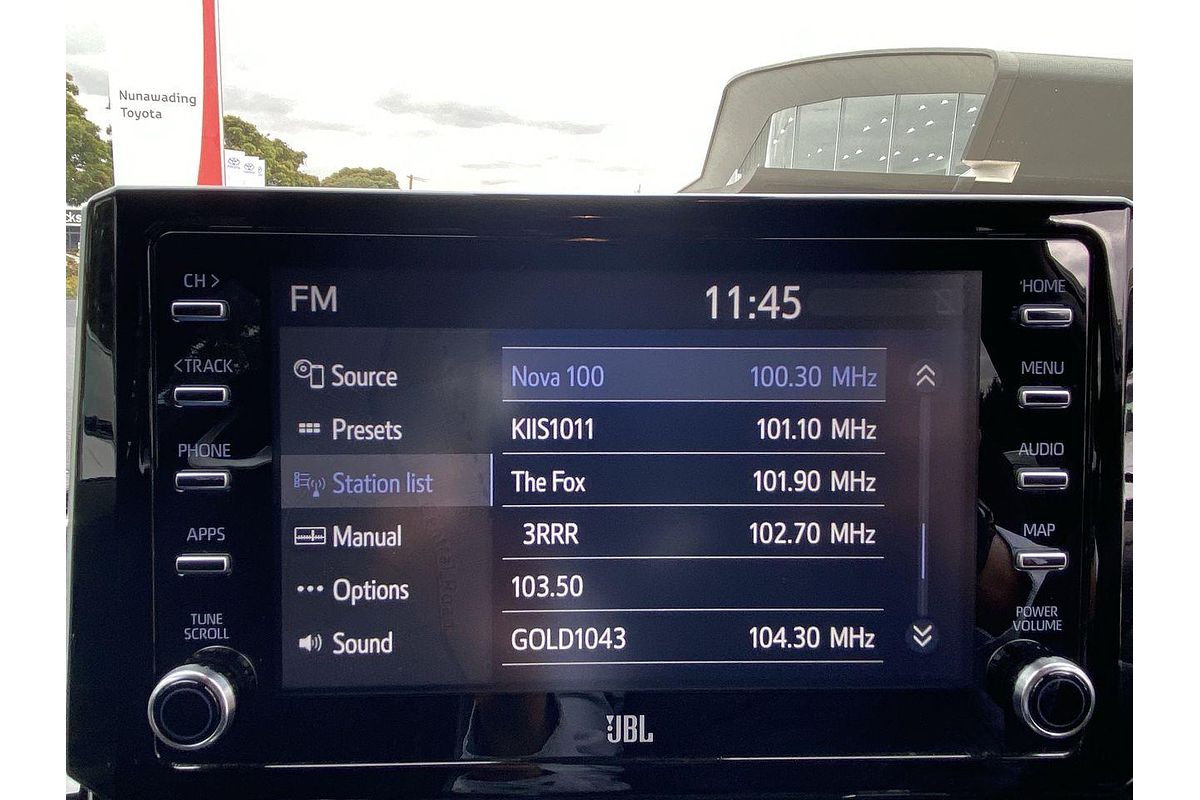 Nunawading
Toyota
cks
CH >
<TRACK
PHONE
APPS
TUNE
SCROLL
FM
11:45
Source
Presets
Station list
Manual
Options
Sound
Nova 100 100.30 MHz
KIIS1011 101.10 MHz
The Fox 101.90 MHz
3RRR 102.70 MHz
103.50
GOLD1043 104.30 MHz
HOME
MENU
AUDIO
MAP
POWER
VOLUME
JBL